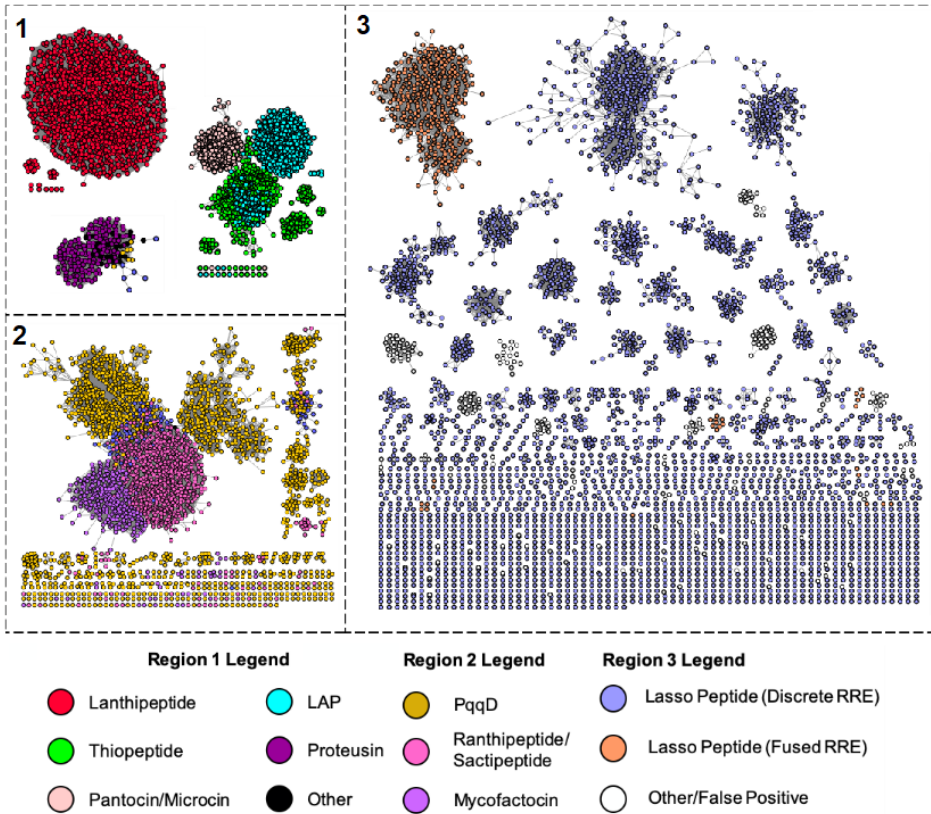 1
2
3
Region 1 Legend
Lanthipeptide
LAP
Thiopeptide
Proteusin
Pantocin/Microcin
Other
Region 2 Legend
PqqD
Ranthipeptide/
Sactipeptide
Mycofactocin
Region 3 Legend
Lasso Peptide (Discrete RRE)
Lasso Peptide (Fused RRE)
Other/False Positive